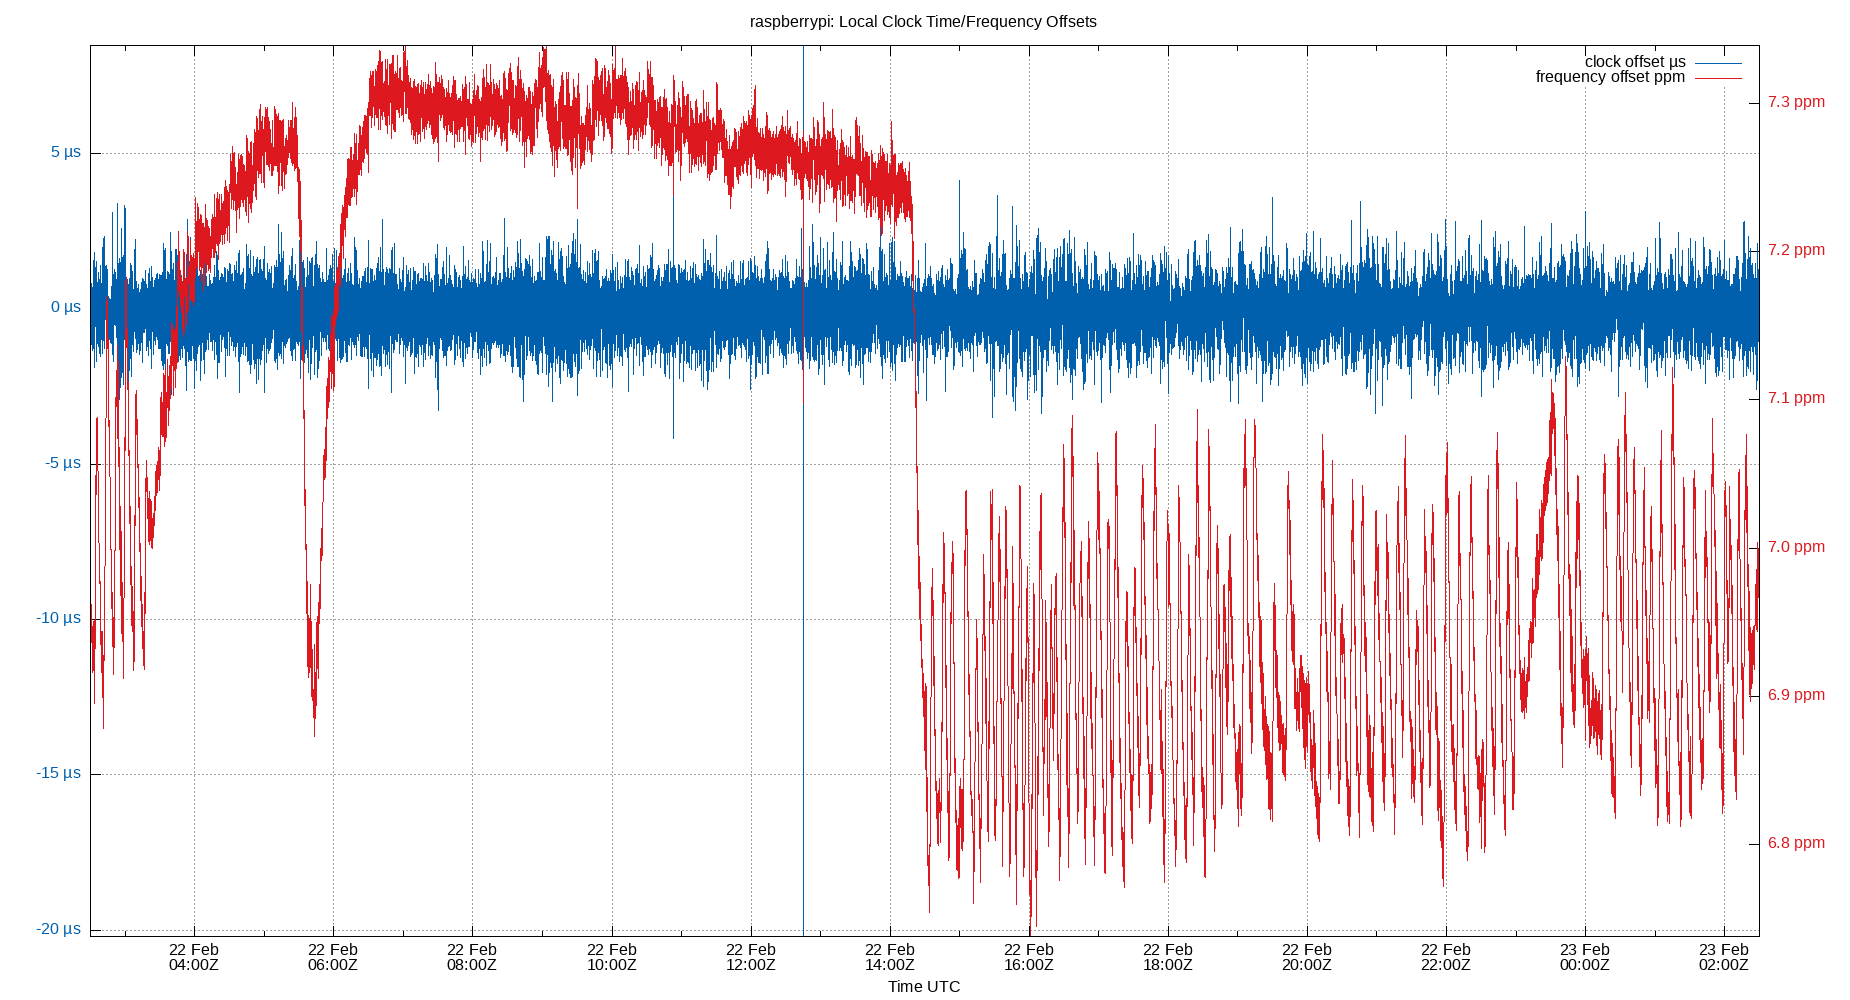 raspberrypi: Local Clock Time/Frequency Offsets
clock offset µs
frequency offset ppm
5 µs
0 µs
-5 µs
-10 µs
-15 µs
-20 µs
7.3 ppm
7.2 ppm
7.1 ppm
7.0 ppm
6.9 ppm
6.8 ppm
22 Feb
04:00Z
22 Feb
06:00Z
22 Feb
08:00Z
22 Feb
10:00Z
22 Feb
12:00Z
22 Feb
14:00Z
22 Feb
16:00Z
22 Feb
18:00Z
22 Feb
20:00Z
22 Feb
22:00Z
23 Feb
00:00Z
23 Feb
02:00Z
Time UTC